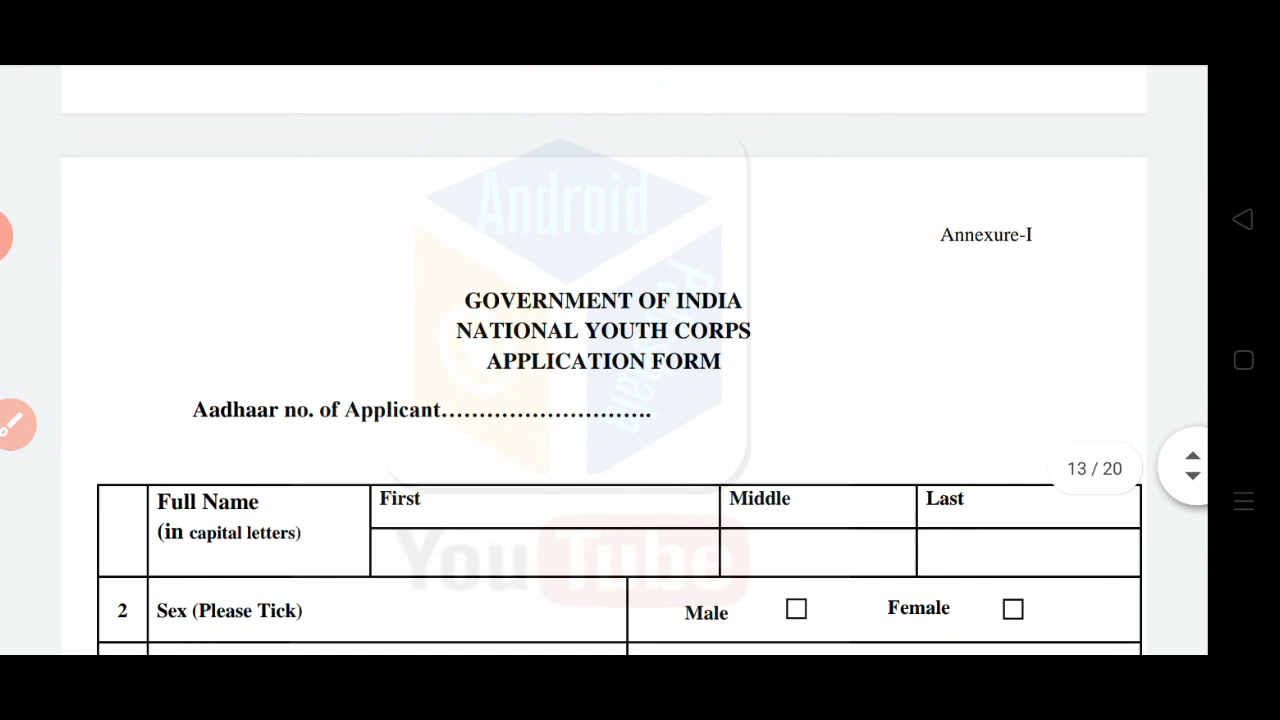 Android
Pathshala
Annexure-I
GOVERNMENT OF INDIA
NATIONAL YOUTH CORPS
APPLICATION FORM
Aadhaar no. of Applicant............................
13 / 20
Full Name
(in capital letters)
First
Middle
Last
YouTube
2
Sex (Please Tick)
Male
Female